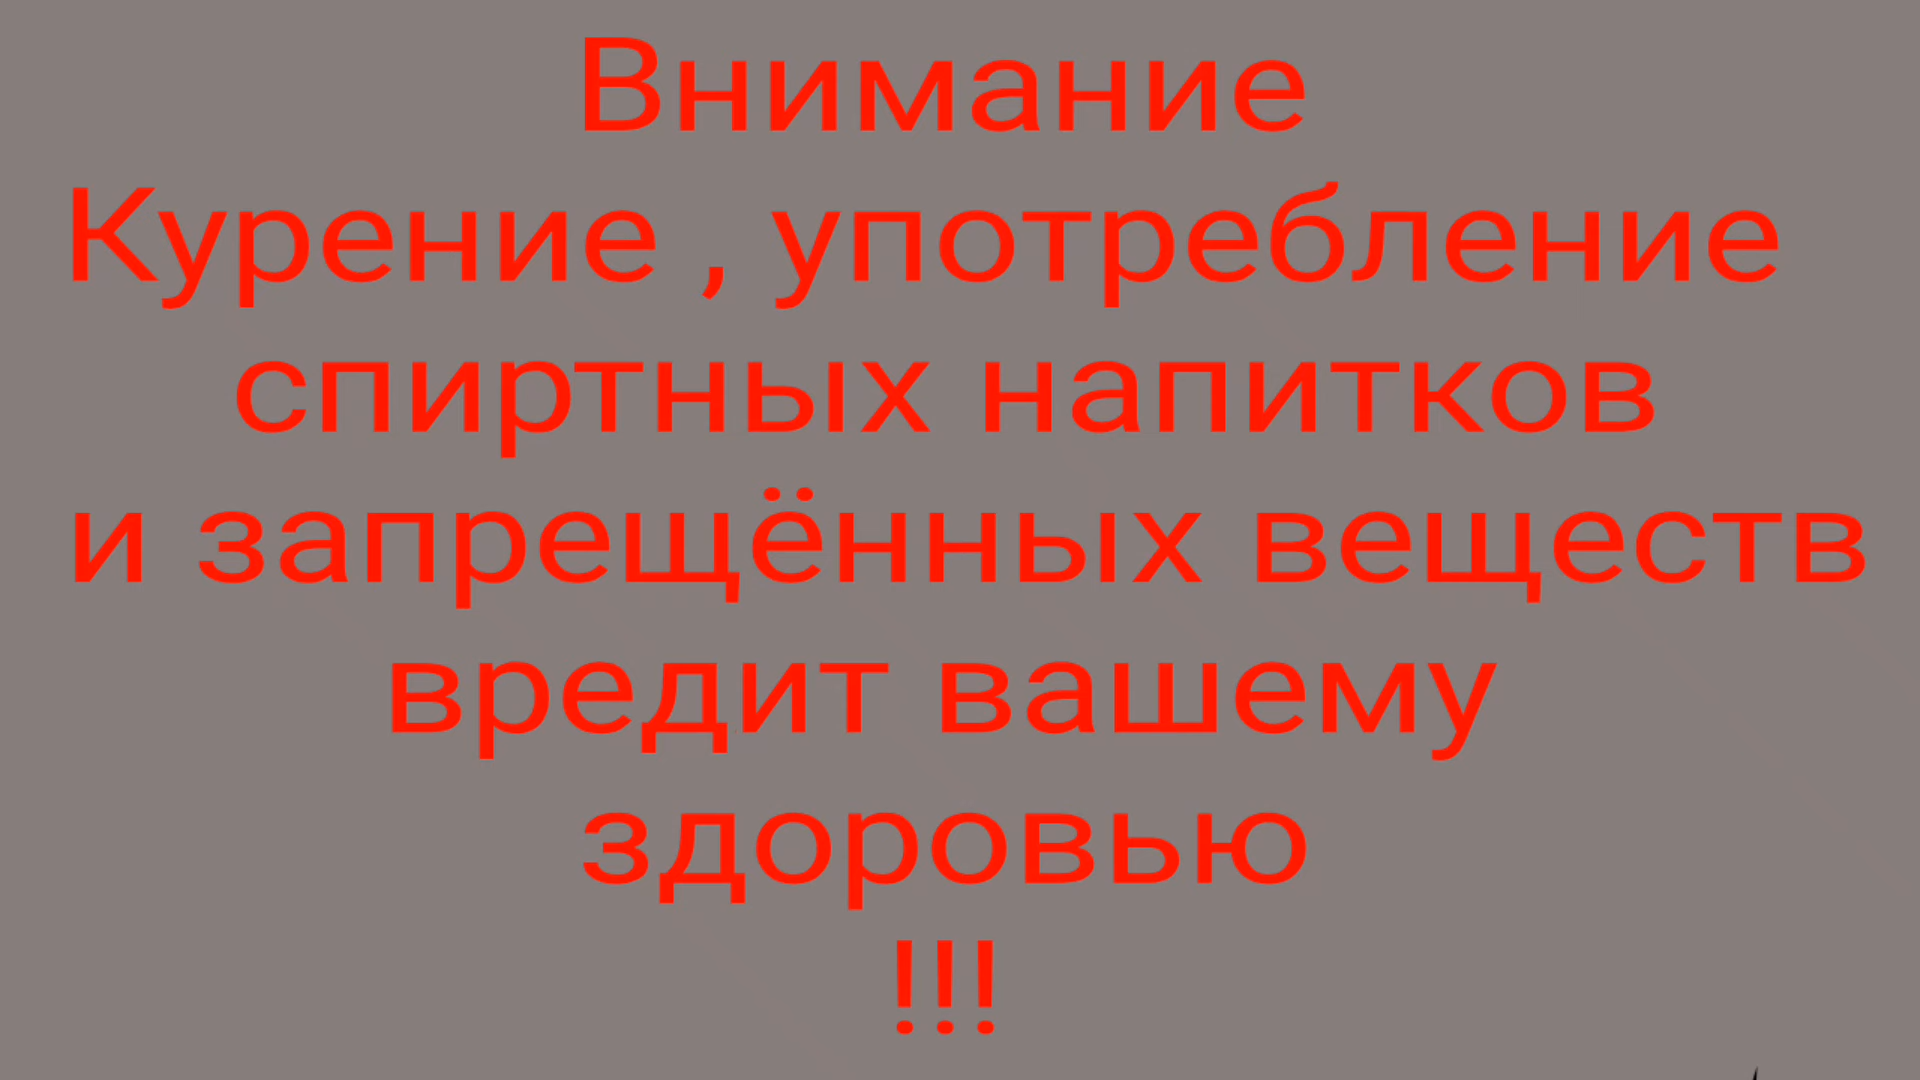 Внимание
Курение , употребление
спиртных напитков
и запрещённых веществ
вредит вашему
здоровью
!!!